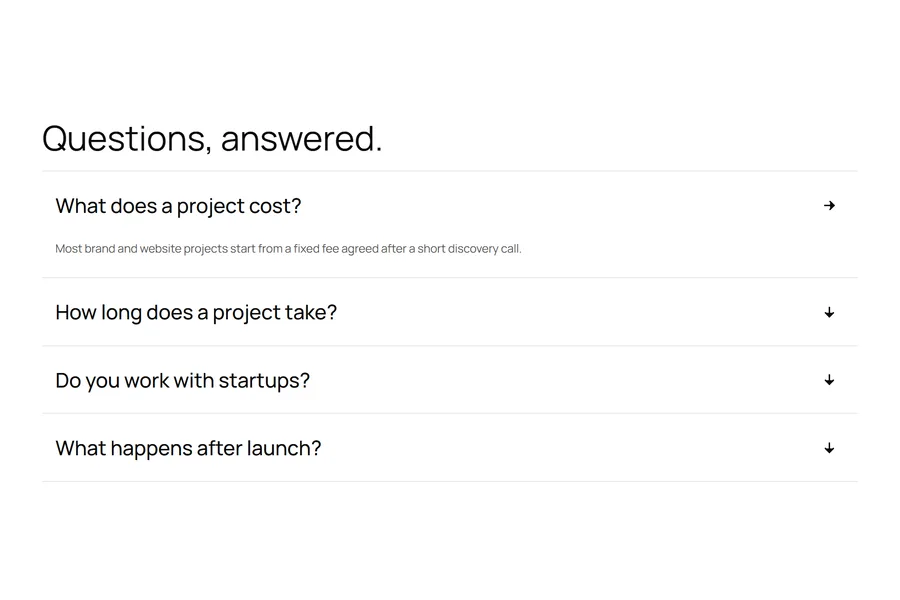 Questions, answered.
What does a project cost?
Most brand and website projects start from a fixed fee agreed after a short discovery call.
How long does a project take?
Do you work with startups?
What happens after launch?